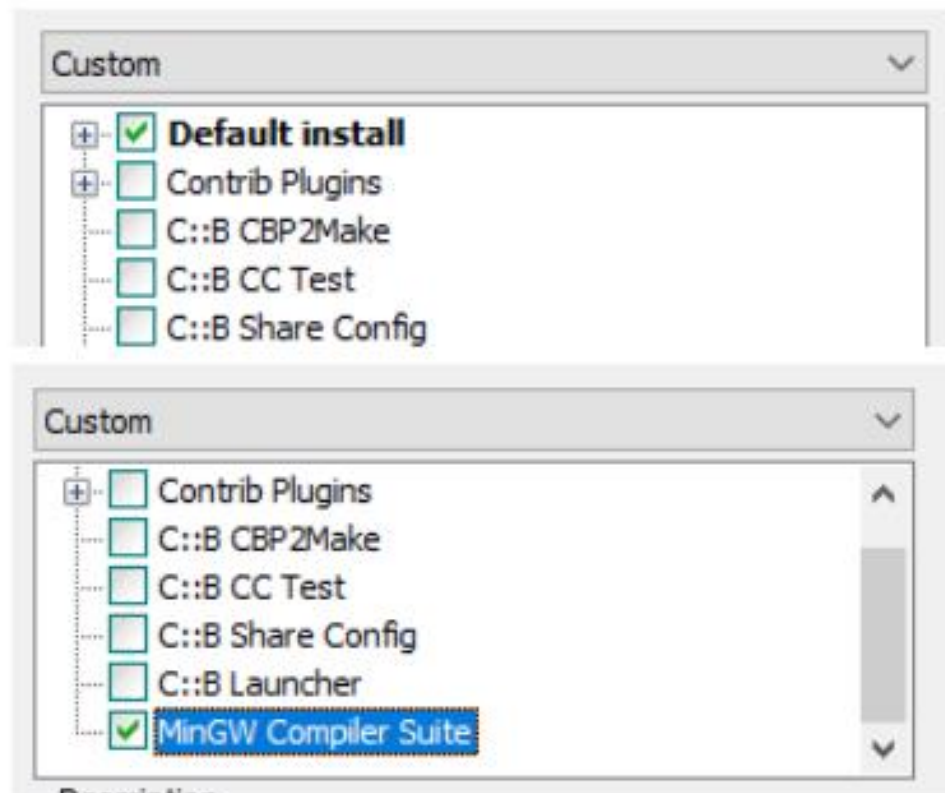 Custom
Default install
Contrib Plugins
C::B CBP2Make
C::B CC Test
C::B Share Config
Custom
Contrib Plugins
C::B CBP2Make
C::B CC Test
C::B Share Config
C::B Launcher
MinGW Compiler Suite